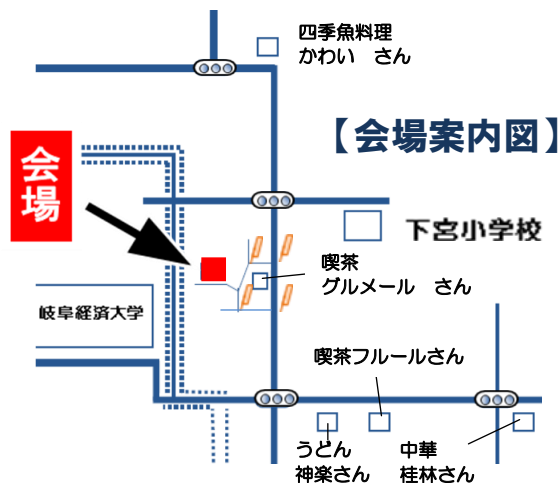 四季魚料理
かわい　さん
【会場案内図】
会場
下宮小学校
喫茶
グルメール　さん
岐阜経済大学
喫茶フルールさん
うどん
神楽さん
中華
桂林さん